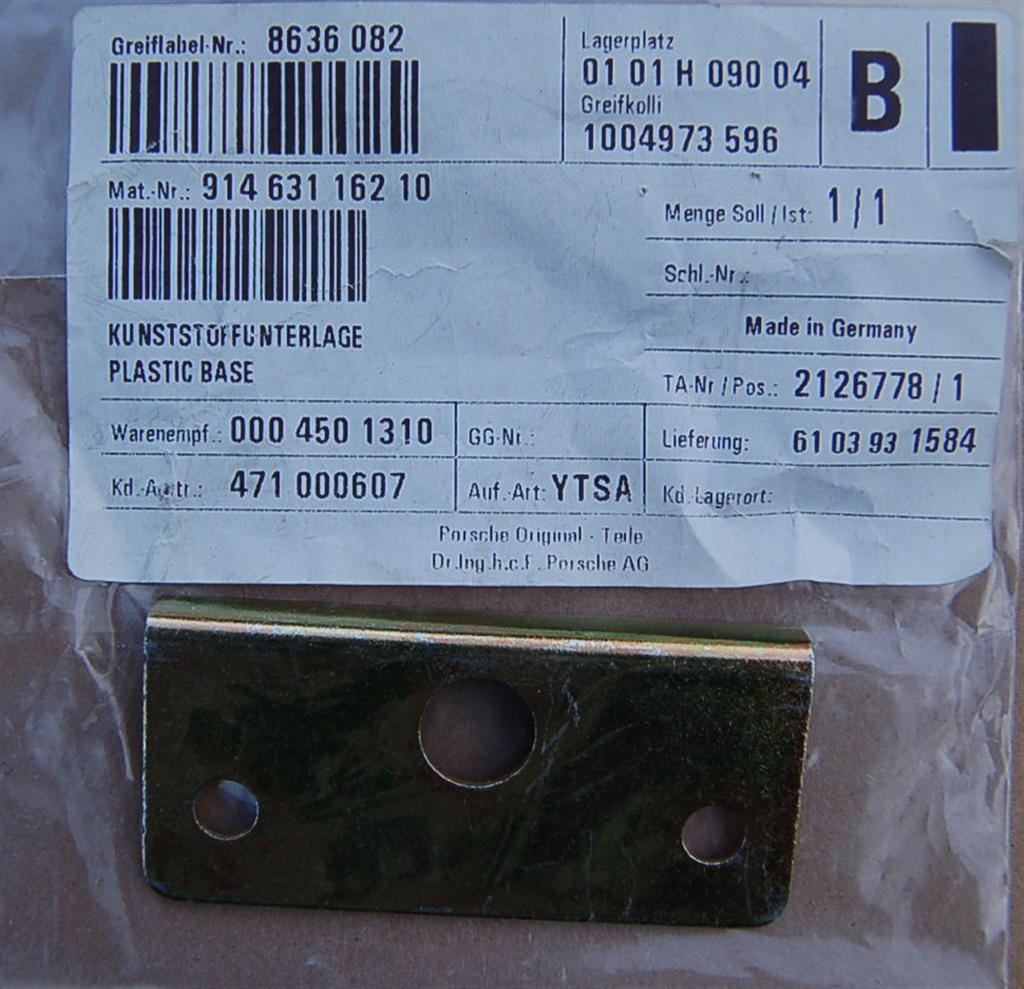 Greiflabel-Nr.: 8636 082
Lagerplatz
01 01 H 090 04
Greifkolli
1004973 596
B
Mat.-Nr.: 914 631 162 10
Menge Soll / Ist: 1 / 1
Schl.-Nr.:
KUNSTSTOFFUNTERLAGE
Made in Germany
PLASTIC BASE
TA-Nr / Pos.: 2126778 / 1
Warenempf.: 000 450 1310
GG-Nr.:
Lieferung: 61 03 93 1584
Kd.-Auftr.: 471 000607
Auf.-Art: YTSA
Kd.Lagerort:
Porsche Original - Teile
Dr.Ing.h.c.F. Porsche AG